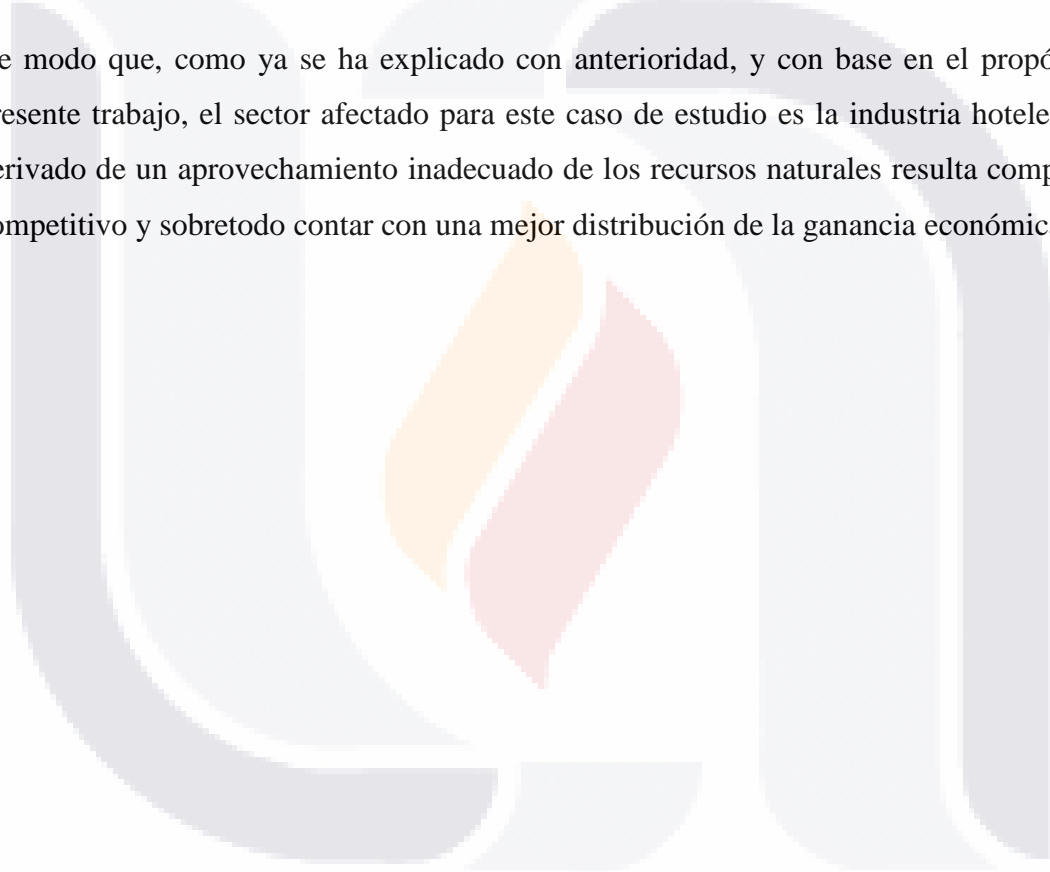 e modo que, como ya se ha explicado con anterioridad, y con base en el propó
resente trabajo, el sector afectado para este caso de estudio es la industria hotele
erivado de un aprovechamiento inadecuado de los recursos naturales resulta comp
ompetitivo y sobretodo contar con una mejor distribución de la ganancia económic